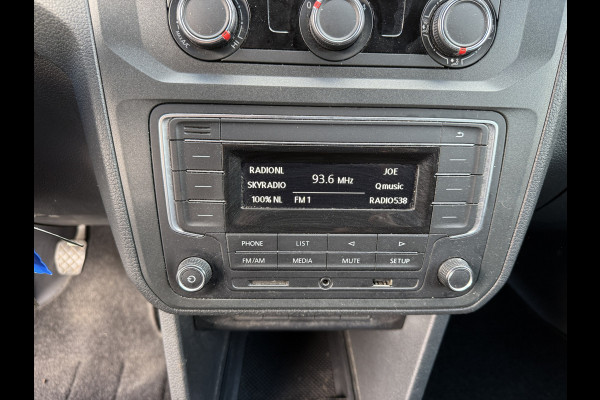 RADIONL JOE
SKYRADIO 93.6 MHz Qmusic
100% NL FM 1 RADIO538
PHONE LIST
FM/AM MEDIA MUTE SETUP